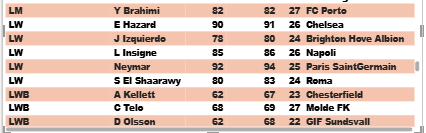 LM Y Brahimi 82 82 27 FC Porto
LW E Hazard 90 91 26 Chelsea
LW J Izquierdo 78 80 24 Brighton Hove Albion
LW L Insigne 85 86 26 Napoli
LW Neymar 92 94 25 Paris SaintGermain
LW S El Shaarawy 80 83 24 Roma
LWB A Kellett 62 67 23 Chesterfield
LWB C Telo 68 69 27 Molde FK
LWB D Olsson 62 68 22 GIF Sundsvall